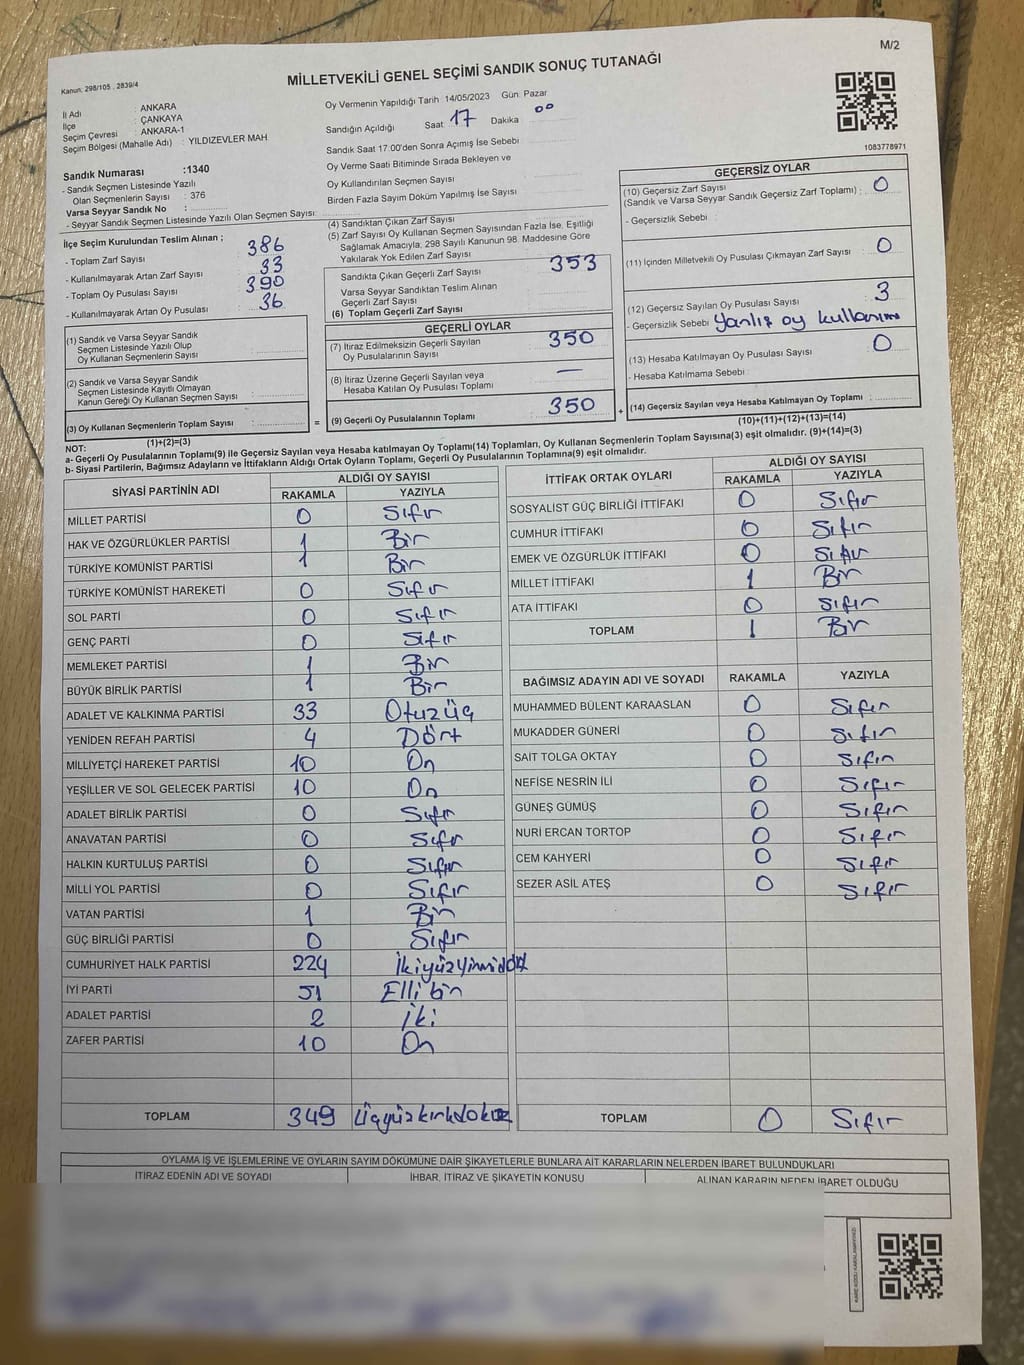 M/2
Kanun: 298/105 , 2839/4
MİLLETVEKİLİ GENEL SEÇİMİ SANDIK SONUÇ TUTANAĞI
İl Adı : ANKARA
İlçe : ÇANKAYA
Seçim Çevresi : ANKARA-1
Seçim Bölgesi (Mahalle Adı) : YILDIZEVLER MAH
Sandık Numarası :1340
- Sandık Seçmen Listesinde Yazılı
Olan Seçmenlerin Sayısı : 376
Varsa Seyyar Sandık No :
- Seyyar Sandık Seçmen Listesinde Yazılı Olan Seçmen Sayısı:
İlçe Seçim Kurulundan Teslim Alınan ;
- Toplam Zarf Sayısı : 386
- Kullanılmayarak Artan Zarf Sayısı : 33
- Toplam Oy Pusulası Sayısı : 390
- Kullanılmayarak Artan Oy Pusulası : 36
Oy Vermenin Yapıldığı Tarih :14/05/2023 Gün: Pazar
Sandığın Açıldığı Saat 17 Dakika 00
Sandık Saat 17:00'den Sonra Açımış İse Sebebi
Oy Verme Saati Bitiminde Sırada Bekleyen ve
Oy Kullandırılan Seçmen Sayısı
Birden Fazla Sayım Döküm Yapılmış İse Sayısı
(4) Sandıktan Çıkan Zarf Sayısı
(5) Zarf Sayısı Oy Kullanan Seçmen Sayısından Fazla İse, Eşitliği
Sağlamak Amacıyla, 298 Sayılı Kanunun 98. Maddesine Göre
Yakılarak Yok Edilen Zarf Sayısı
Sandıkta Çıkan Geçerli Zarf Sayısı 353
Varsa Seyyar Sandıktan Teslim Alınan
Geçerli Zarf Sayısı
(6) Toplam Geçerli Zarf Sayısı
1083778971
GEÇERSİZ OYLAR
(10) Geçersiz Zarf Sayısı
(Sandık ve Varsa Seyyar Sandık Geçersiz Zarf Toplamı) : 0
- Geçersizlik Sebebi :
(11) İçinden Milletvekili Oy Pusulası Çıkmayan Zarf Sayısı 0
(12) Geçersiz Sayılan Oy Pusulası Sayısı 3
- Geçersizlik Sebebi Yanlış oy kullanımı
(13) Hesaba Katılmayan Oy Pusulası Sayısı 0
- Hesaba Katılmama Sebebi :
(14) Geçersiz Sayılan veya Hesaba Katılmayan Oy Toplamı :
(10)+(11)+(12)+(13)=(14)
(1) Sandık ve Varsa Seyyar Sandık
Seçmen Listesinde Yazılı Olup
Oy Kullanan Seçmenlerin Sayısı :
(2) Sandık ve Varsa Seyyar Sandık
Seçmen Listesinde Kayıtlı Olmayan
Kanun Gereği Oy Kullanan Seçmen Sayısı :
(3) Oy Kullanan Seçmenlerin Toplam Sayısı :
(1)+(2)=(3)
=
GEÇERLİ OYLAR
(7) İtiraz Edilmeksizin Geçerli Sayılan
Oy Pusulalarının Sayısı 350
(8) İtiraz Üzerine Geçerli Sayılan veya
Hesaba Katılan Oy Pusulası Toplamı —
(9) Geçerli Oy Pusulalarının Toplamı 350
+
NOT:
a- Geçerli Oy Pusulalarının Toplamı(9) ile Geçersiz Sayılan veya Hesaba katılmayan Oy Toplamı(14) Toplamları, Oy Kullanan Seçmenlerin Toplam Sayısına(3) eşit olmalıdır. (9)+(14)=(3)
b- Siyasi Partilerin, Bağımsız Adayların ve İttifakların Aldığı Ortak Oyların Toplamı, Geçerli Oy Pusulalarının Toplamına(9) eşit olmalıdır.
SİYASİ PARTİNİN ADI ALDIĞI OY SAYISI
RAKAMLA YAZIYLA
MİLLET PARTİSİ 0 Sıfır
HAK VE ÖZGÜRLÜKLER PARTİSİ 1 Bir
TÜRKİYE KOMÜNİST PARTİSİ 1 Bir
TÜRKİYE KOMÜNİST HAREKETİ 0 Sıfır
SOL PARTİ 0 Sıfır
GENÇ PARTİ 0 Sıfır
MEMLEKET PARTİSİ 1 Bir
BÜYÜK BİRLİK PARTİSİ 1 Bir
ADALET VE KALKINMA PARTİSİ 33 Otuzüç
YENİDEN REFAH PARTİSİ 4 Dört
MİLLİYETÇİ HAREKET PARTİSİ 10 On
YEŞİLLER VE SOL GELECEK PARTİSİ 10 On
ADALET BİRLİK PARTİSİ 0 Sıfır
ANAVATAN PARTİSİ 0 Sıfır
HALKIN KURTULUŞ PARTİSİ 0 Sıfır
MİLLİ YOL PARTİSİ 0 Sıfır
VATAN PARTİSİ 1 Bir
GÜÇ BİRLİĞİ PARTİSİ 0 Sıfır
CUMHURİYET HALK PARTİSİ 224 İkiyüzyirmidört
İYİ PARTİ 51 Ellibir
ADALET PARTİSİ 2 İki
ZAFER PARTİSİ 10 On
TOPLAM 349 Üçyüzkırkdokuz
İTTİFAK ORTAK OYLARI ALDIĞI OY SAYISI
RAKAMLA YAZIYLA
SOSYALİST GÜÇ BİRLİĞİ İTTİFAKI 0 Sıfır
CUMHUR İTTİFAKI 0 Sıfır
EMEK VE ÖZGÜRLÜK İTTİFAKI 0 Sıfır
MİLLET İTTİFAKI 1 Bir
ATA İTTİFAKI 0 Sıfır
TOPLAM 1 Bir
BAĞIMSIZ ADAYIN ADI VE SOYADI RAKAMLA YAZIYLA
MUHAMMED BÜLENT KARAASLAN 0 Sıfır
MUKADDER GÜNERİ 0 Sıfır
SAİT TOLGA OKTAY 0 Sıfır
NEFİSE NESRİN İLİ 0 Sıfır
GÜNEŞ GÜMÜŞ 0 Sıfır
NURİ ERCAN TORTOP 0 Sıfır
CEM KAHYERİ 0 Sıfır
SEZER ASİL ATEŞ 0 Sıfır
TOPLAM 0 Sıfır
OYLAMA İŞ VE İŞLEMLERİNE VE OYLARIN SAYIM DÖKÜMÜNE DAİR ŞİKAYETLERLE BUNLARA AİT KARARLARIN NELERDEN İBARET BULUNDUKLARI
İTİRAZ EDENİN ADI VE SOYADI İHBAR, İTİRAZ VE ŞİKAYETİN KONUSU ALINAN KARARIN NEDEN İBARET OLDUĞU